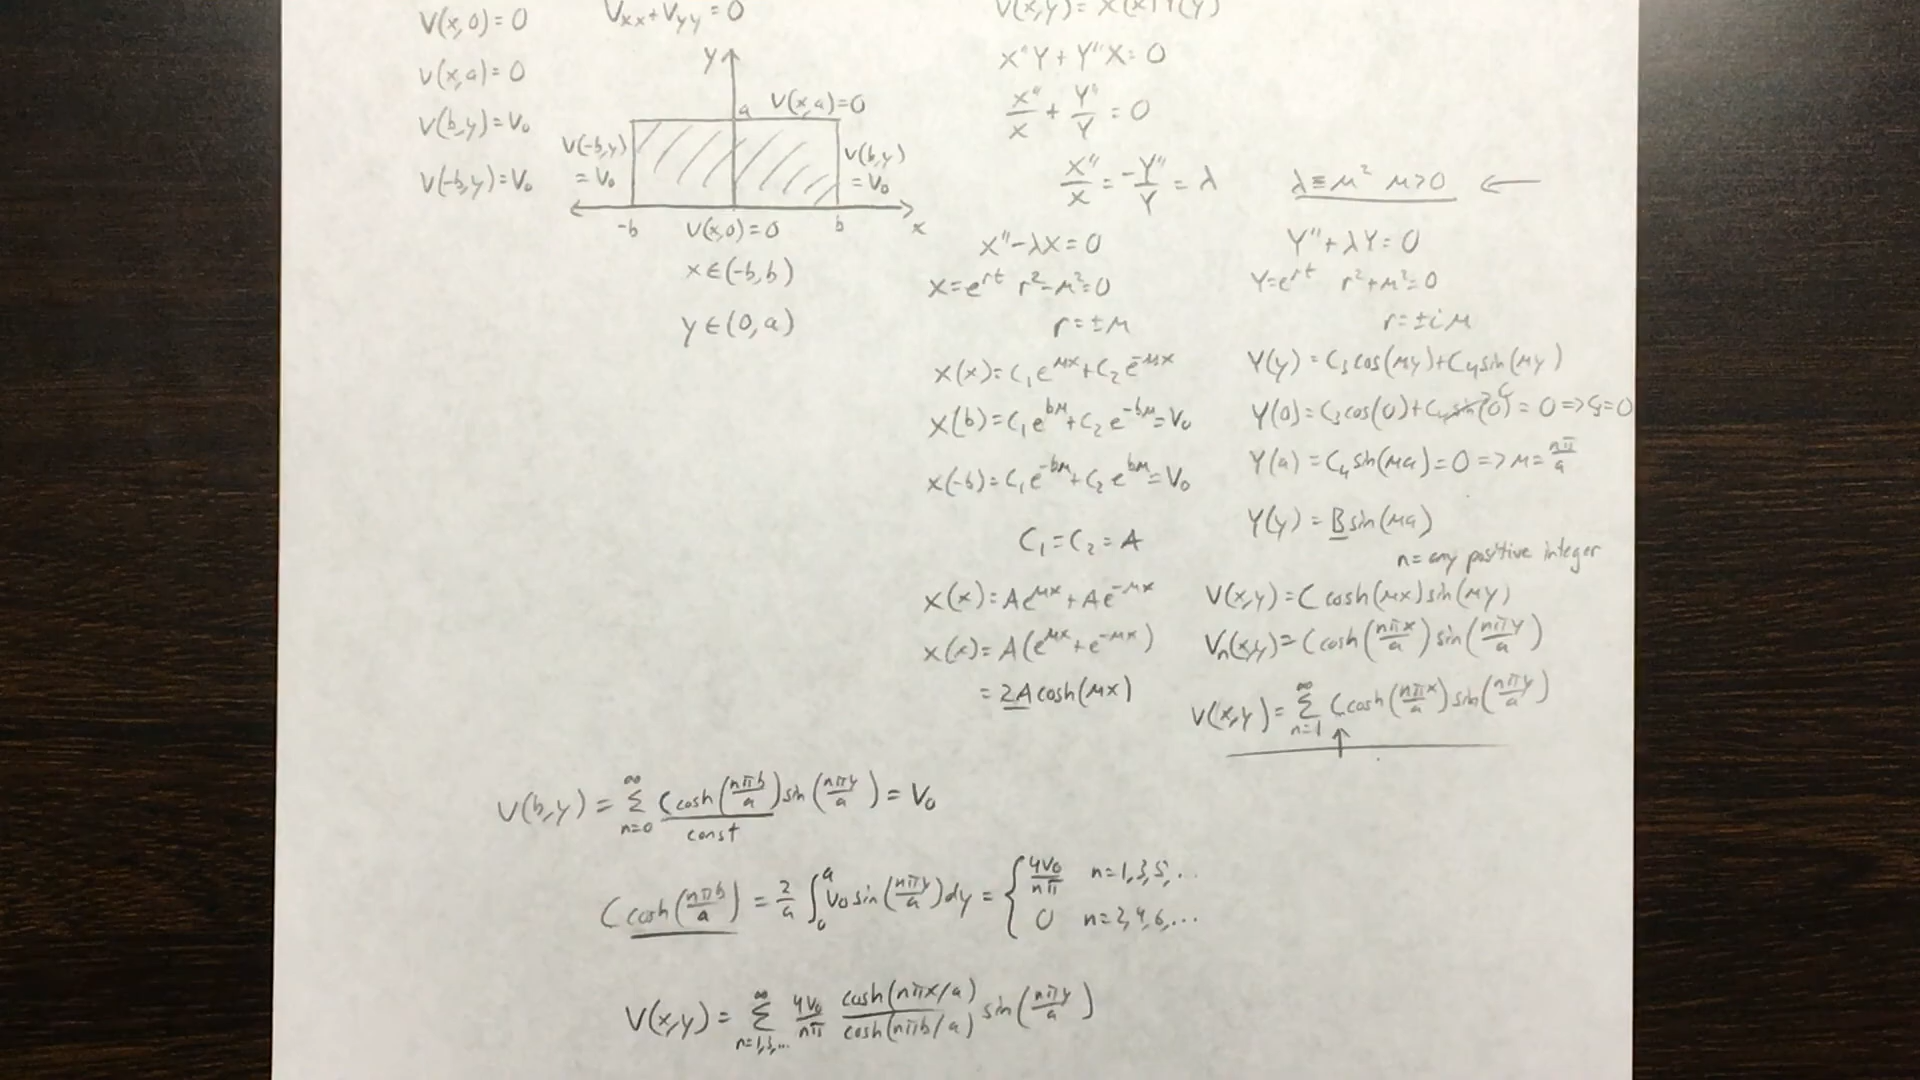 V(x,0) = 0
V(x,a) = 0
V(b,y) = V₀
V(-b,y) = V₀
Vxx + Vyy = 0
y
a V(x,a) = 0
V(-b,y) = V₀
V(b,y) = V₀
-b V(x,0) = 0 b x
x ∈ (-b,b)
y ∈ (0,a)
V(x,y) = X(x)Y(y)
X"Y + Y"X = 0
X"/X + Y"/Y = 0
X"/X = -Y"/Y = λ
λ ≡ μ² μ>0 ←
X" - λX = 0
X = e^(rt) r² - μ² = 0
r = ±μ
X(x) = C₁e^(μx) + C₂e^(-μx)
X(b) = C₁e^(bμ) + C₂e^(-bμ) = V₀
X(-b) = C₁e^(-bμ) + C₂e^(bμ) = V₀
C₁ = C₂ = A
X(x) = Ae^(μx) + Ae^(-μx)
X(x) = A(e^(μx) + e^(-μx))
= 2A cosh(μx)
Y" + λY = 0
Y = e^(rt) r² + μ² = 0
r = ±iμ
Y(y) = C₃cos(μy) + C₄sin(μy)
Y(0) = C₃cos(0) + C₄sin(0) = 0 => C₃ = 0
Y(a) = C₄ sin(μa) = 0 => μ = nπ/a
Y(y) = B sin(μa)
n = any positive integer
V(x,y) = C cosh(μx) sin(μy)
Vₙ(x,y) = C cosh(nπx/a) sin(nπy/a)
V(x,y) = Σ n=1 ∞ C cosh(nπx/a) sin(nπy/a)
↑
V(b,y) = Σ n=0 ∞ C cosh(nπb/a) sin(nπy/a) = V₀
const
C cosh(nπb/a) = 2/a ∫₀ᵃ V₀ sin(nπy/a) dy = { 4V₀/nπ n=1,3,5,...
0 n=2,4,6,...
V(x,y) = Σ n=1,3,... ∞ 4V₀/nπ cosh(nπx/a)/cosh(nπb/a) sin(nπy/a)